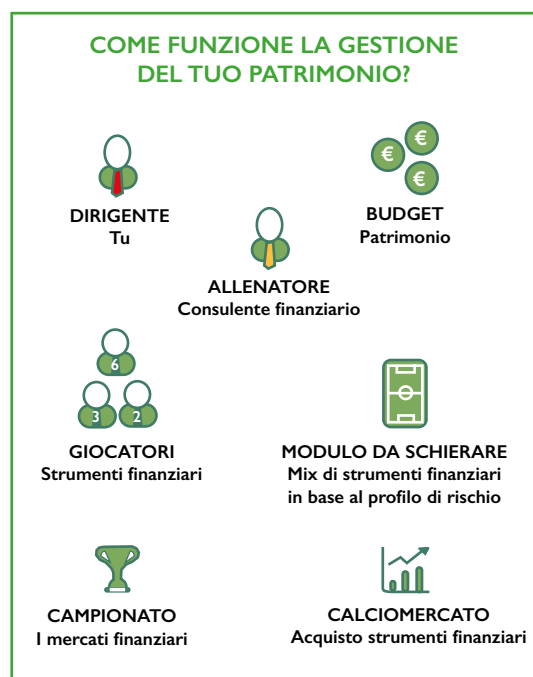 COME FUNZIONE LA GESTIONE
DEL TUO PATRIMONIO?
€
€
€
DIRIGENTE
Tu
BUDGET
Patrimonio
ALLENATORE
Consulente finanziario
6
3 2
GIOCATORI
Strumenti finanziari
MODULO DA SCHIERARE
Mix di strumenti finanziari
in base al profilo di rischio
CAMPIONATO
I mercati finanziari
CALCIOMERCATO
Acquisto strumenti finanziari